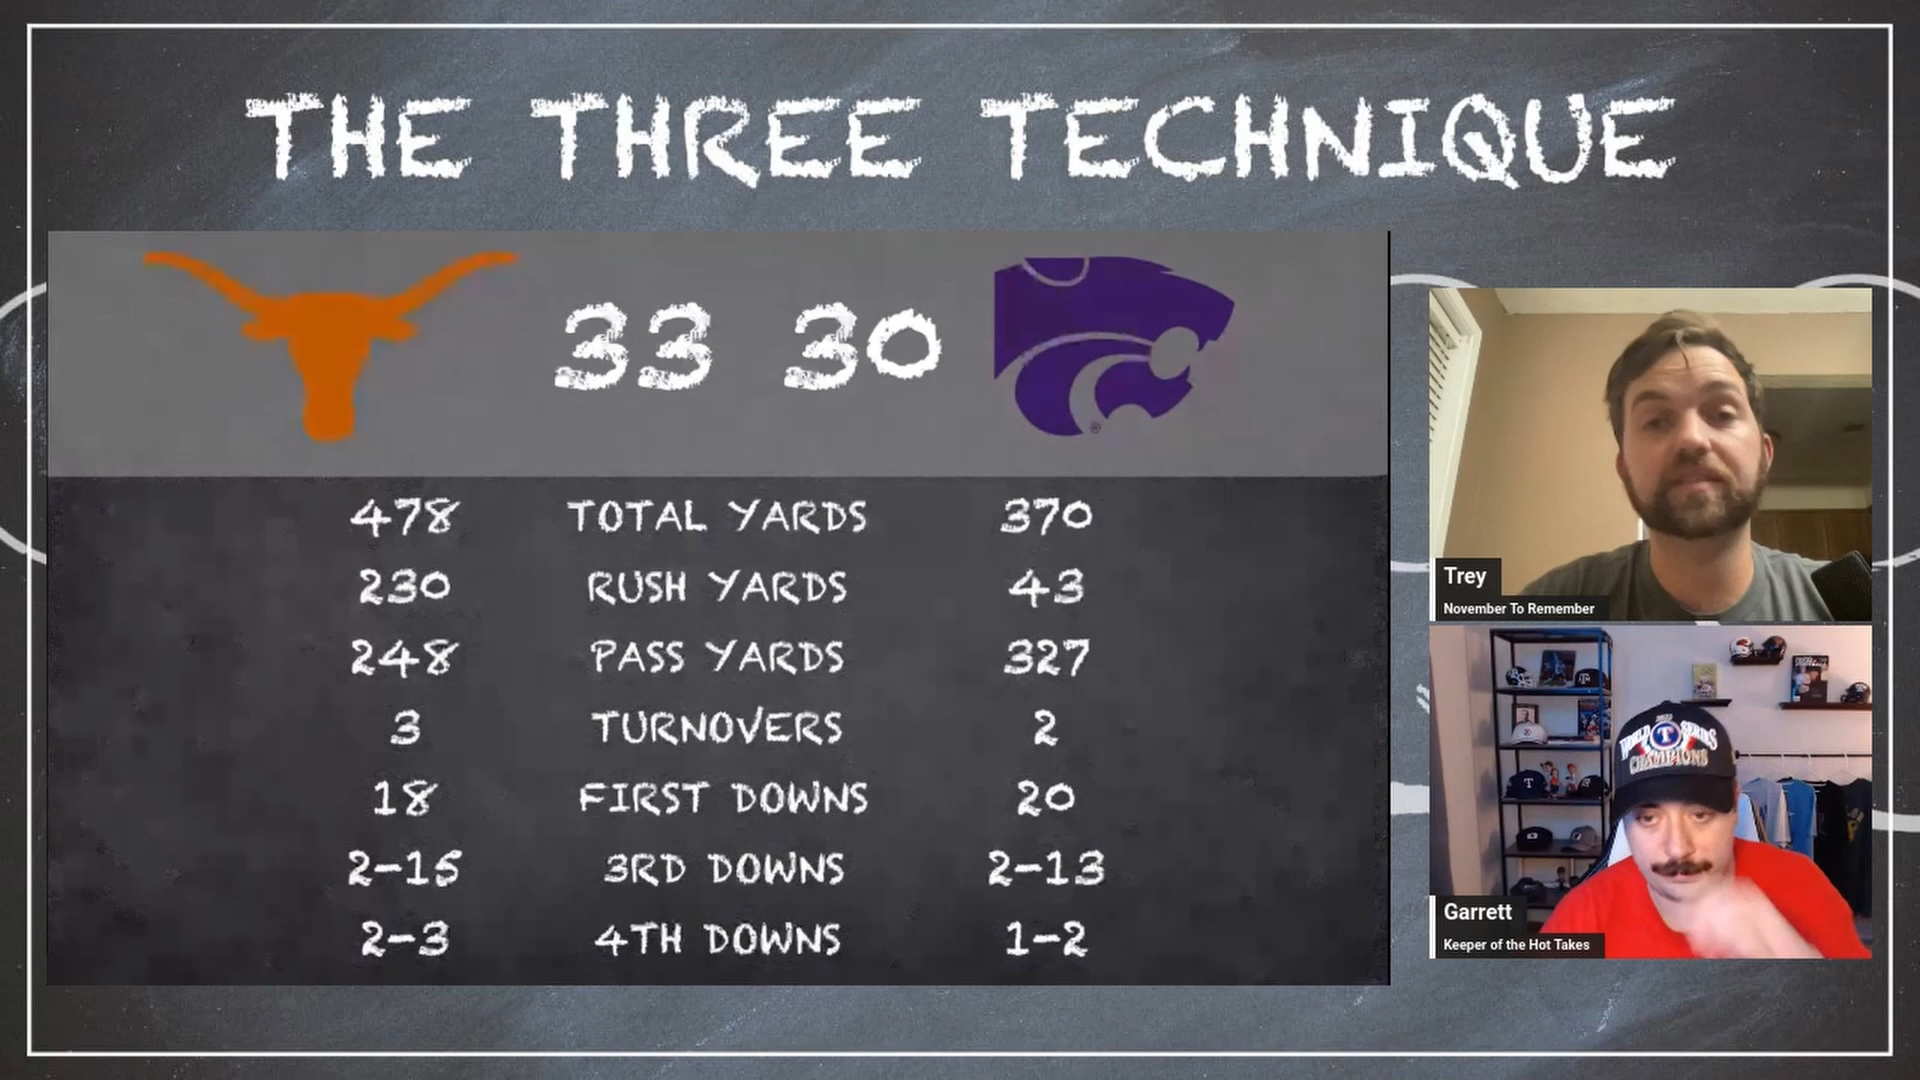 THE THREE TECHNIQUE
33 30
478 TOTAL YARDS 370
230 RUSH YARDS 43
248 PASS YARDS 327
3 TURNOVERS 2
18 FIRST DOWNS 20
2-15 3RD DOWNS 2-13
2-3 4TH DOWNS 1-2
Trey
November To Remember
WORLD SERIES
T
CHAMPIONS
Garrett
Keeper of the Hot Takes